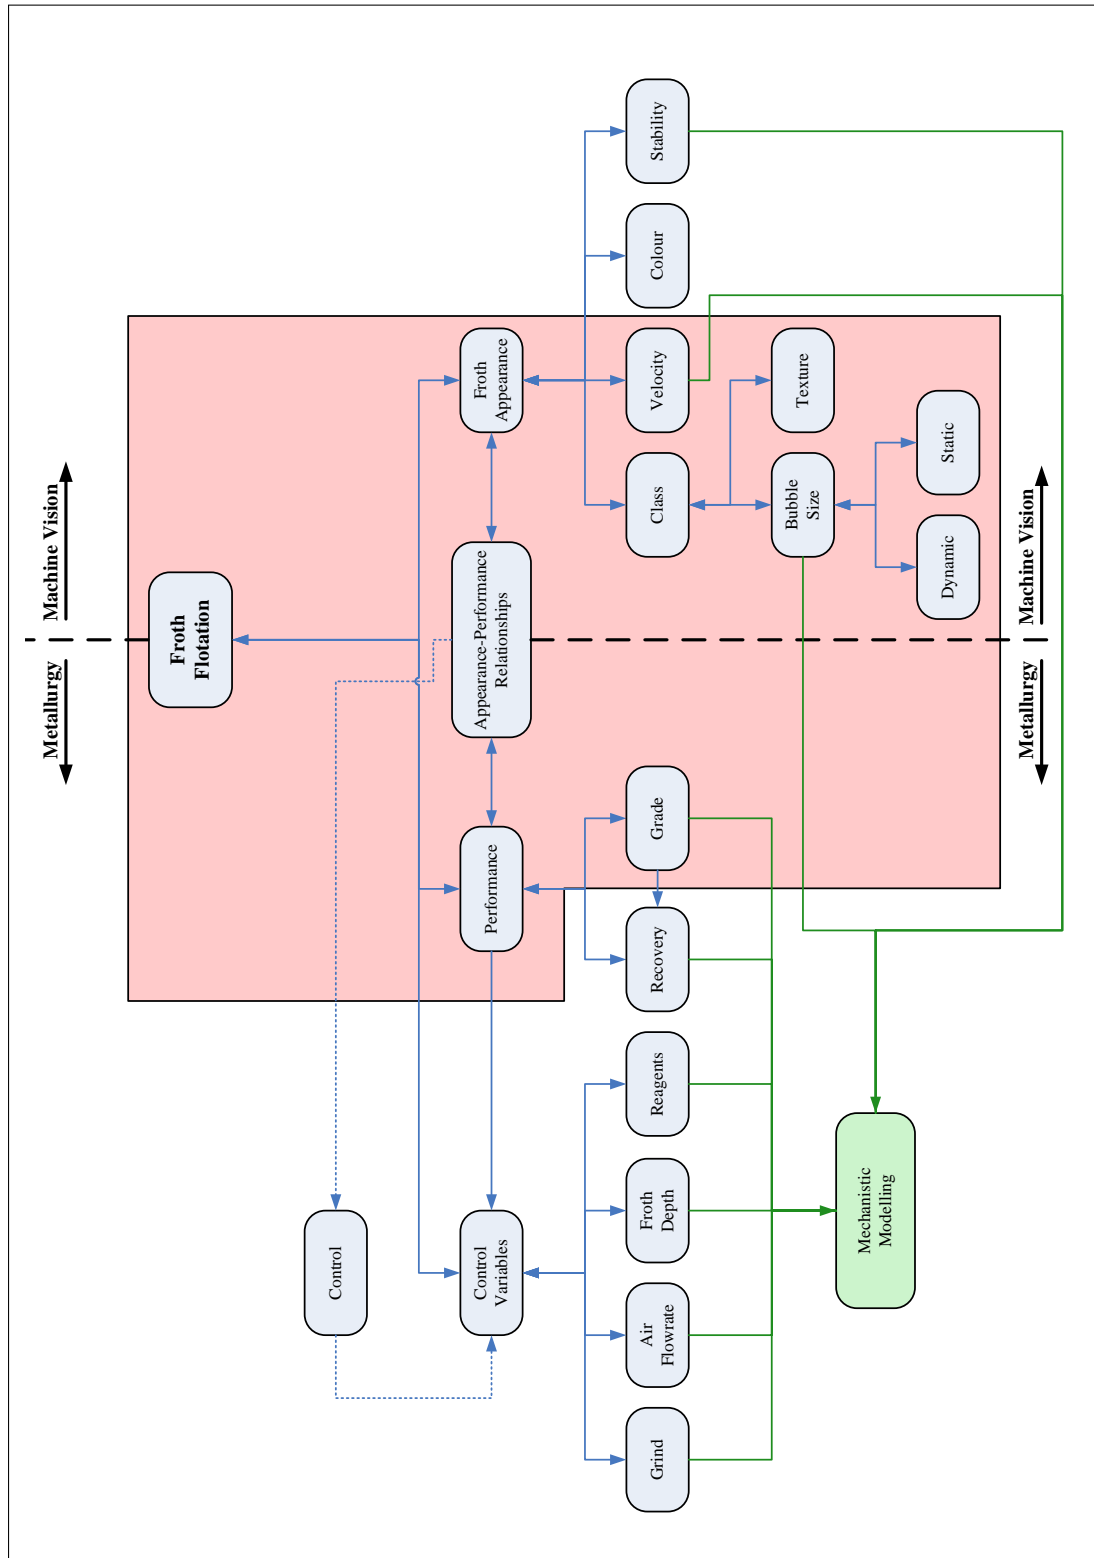 Metallurgy
Machine Vision
Froth
Flotation
Control
Control
Variables
Performance
Appearance-Performance
Relationships
Froth
Appearance
Grind
Air
Flowrate
Froth
Depth
Reagents
Recovery
Grade
Class
Velocity
Colour
Stability
Bubble
Size
Texture
Mechanistic
Modelling
Dynamic
Static
Metallurgy
Machine Vision